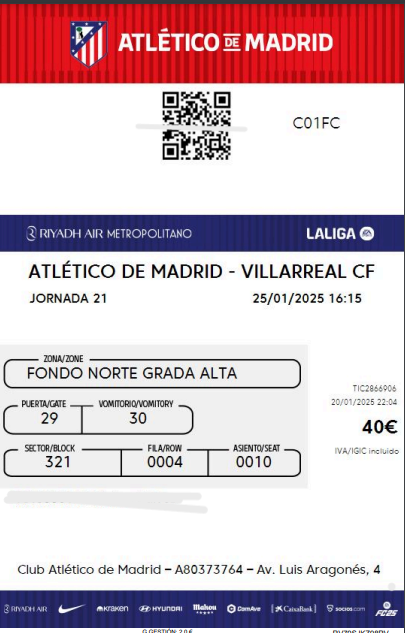 ATLÉTICO DE MADRID
C01FC
RIYADH AIR METROPOLITANO
LALIGA
ATLÉTICO DE MADRID - VILLARREAL CF
JORNADA 21 25/01/2025 16:15
ZONA/ZONE
FONDO NORTE GRADA ALTA
TIC2866906
PUERTA/GATE VOMITORIO/VOMITORY
20/01/2025 22:04
29 30
40€
SECTOR/BLOCK FILA/ROW ASIENTO/SEAT
IVA/IGIC incluido
321 0004 0010
Club Atlético de Madrid – A80373764 – Av. Luis Aragonés, 4
RIYADH AIR kraken HYUNDAI Mahou CaixaBank socios.com FC25
G.GESTIÓN: 2,0 €